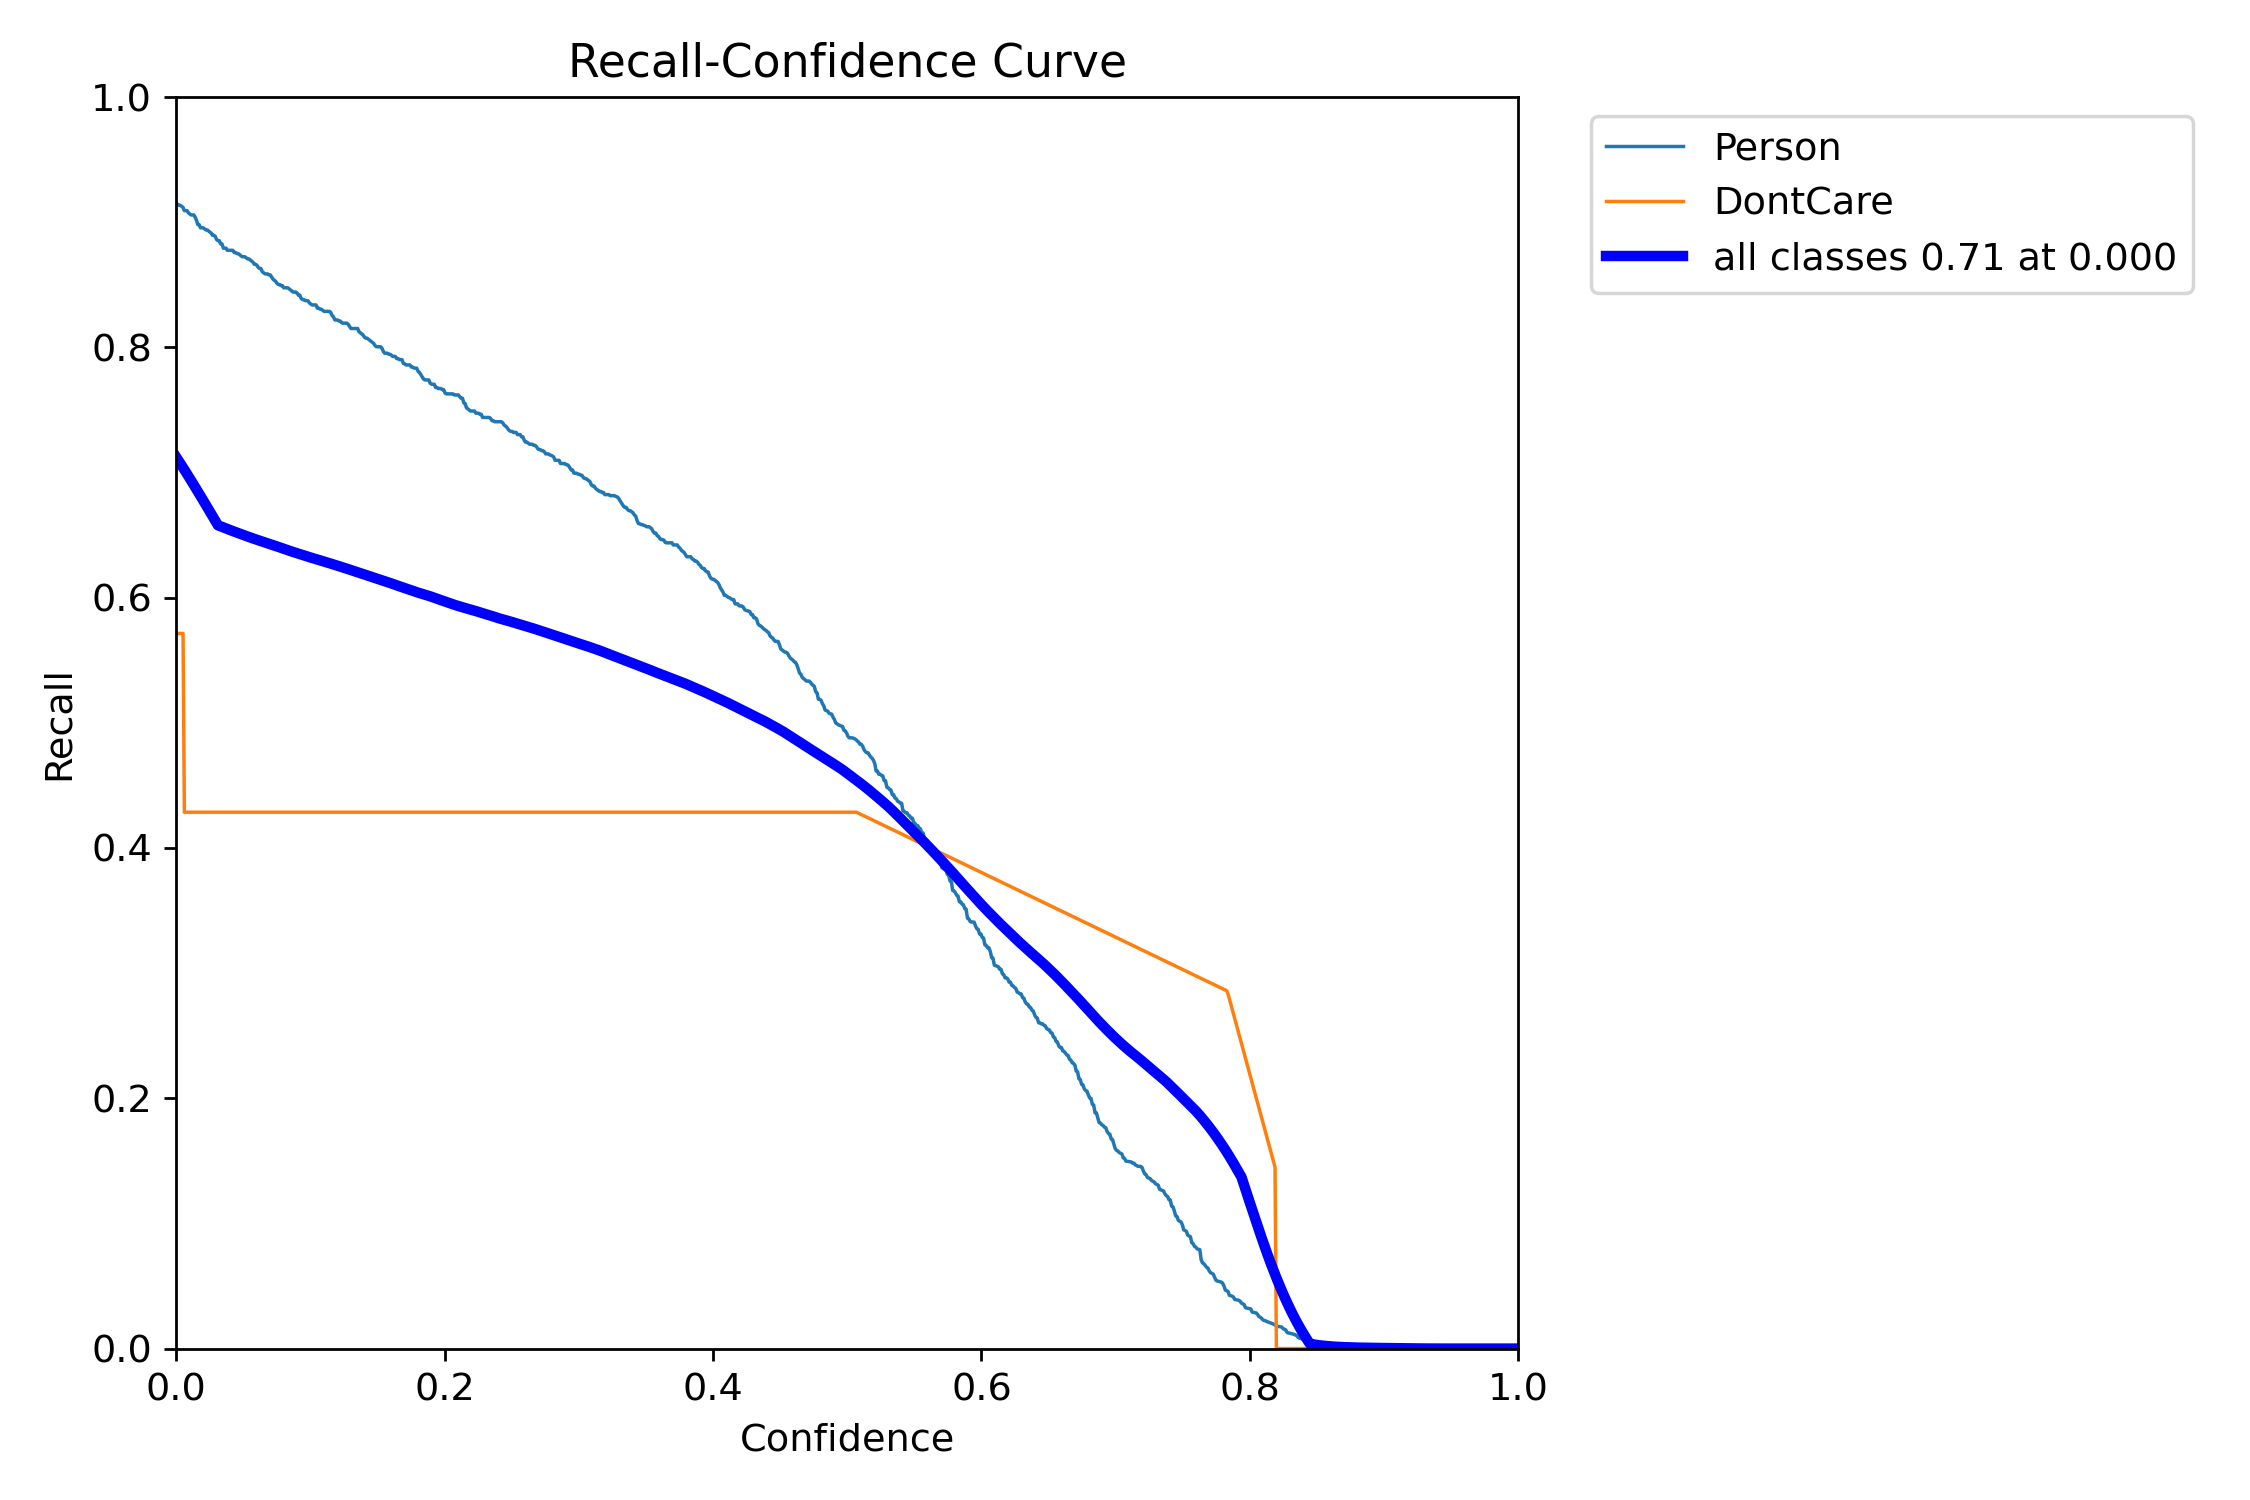 Recall-Confidence Curve
1.0
0.8
0.6
0.4
0.2
0.0
Recall
0.0 0.2 0.4 0.6 0.8 1.0
Confidence
Person
DontCare
all classes 0.71 at 0.000